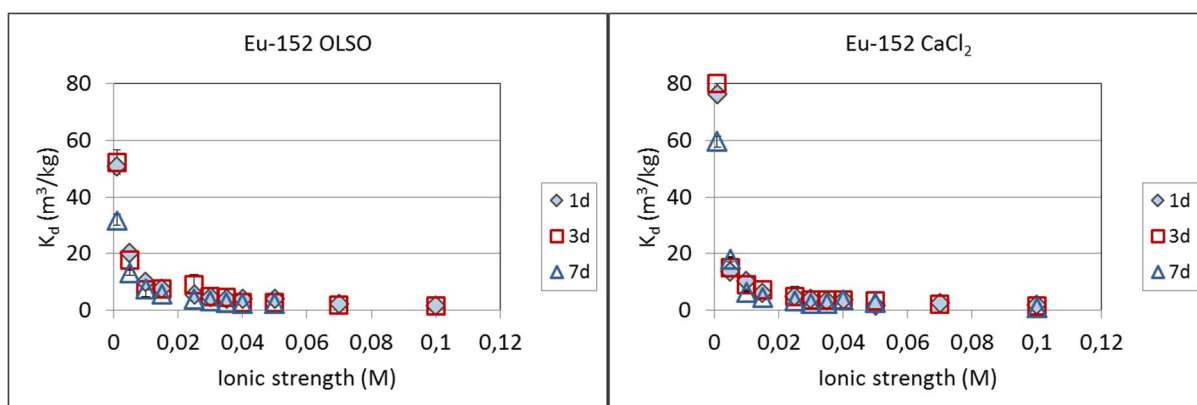 Eu-152 OLSO
80
60
40
20
0
K_d (m³/kg)
0 0,02 0,04 0,06 0,08 0,1 0,12
Ionic strength (M)
1d
3d
7d
Eu-152 CaCl₂
80
60
40
20
0
K_d (m³/kg)
0 0,02 0,04 0,06 0,08 0,1 0,12
Ionic strength (M)
1d
3d
7d